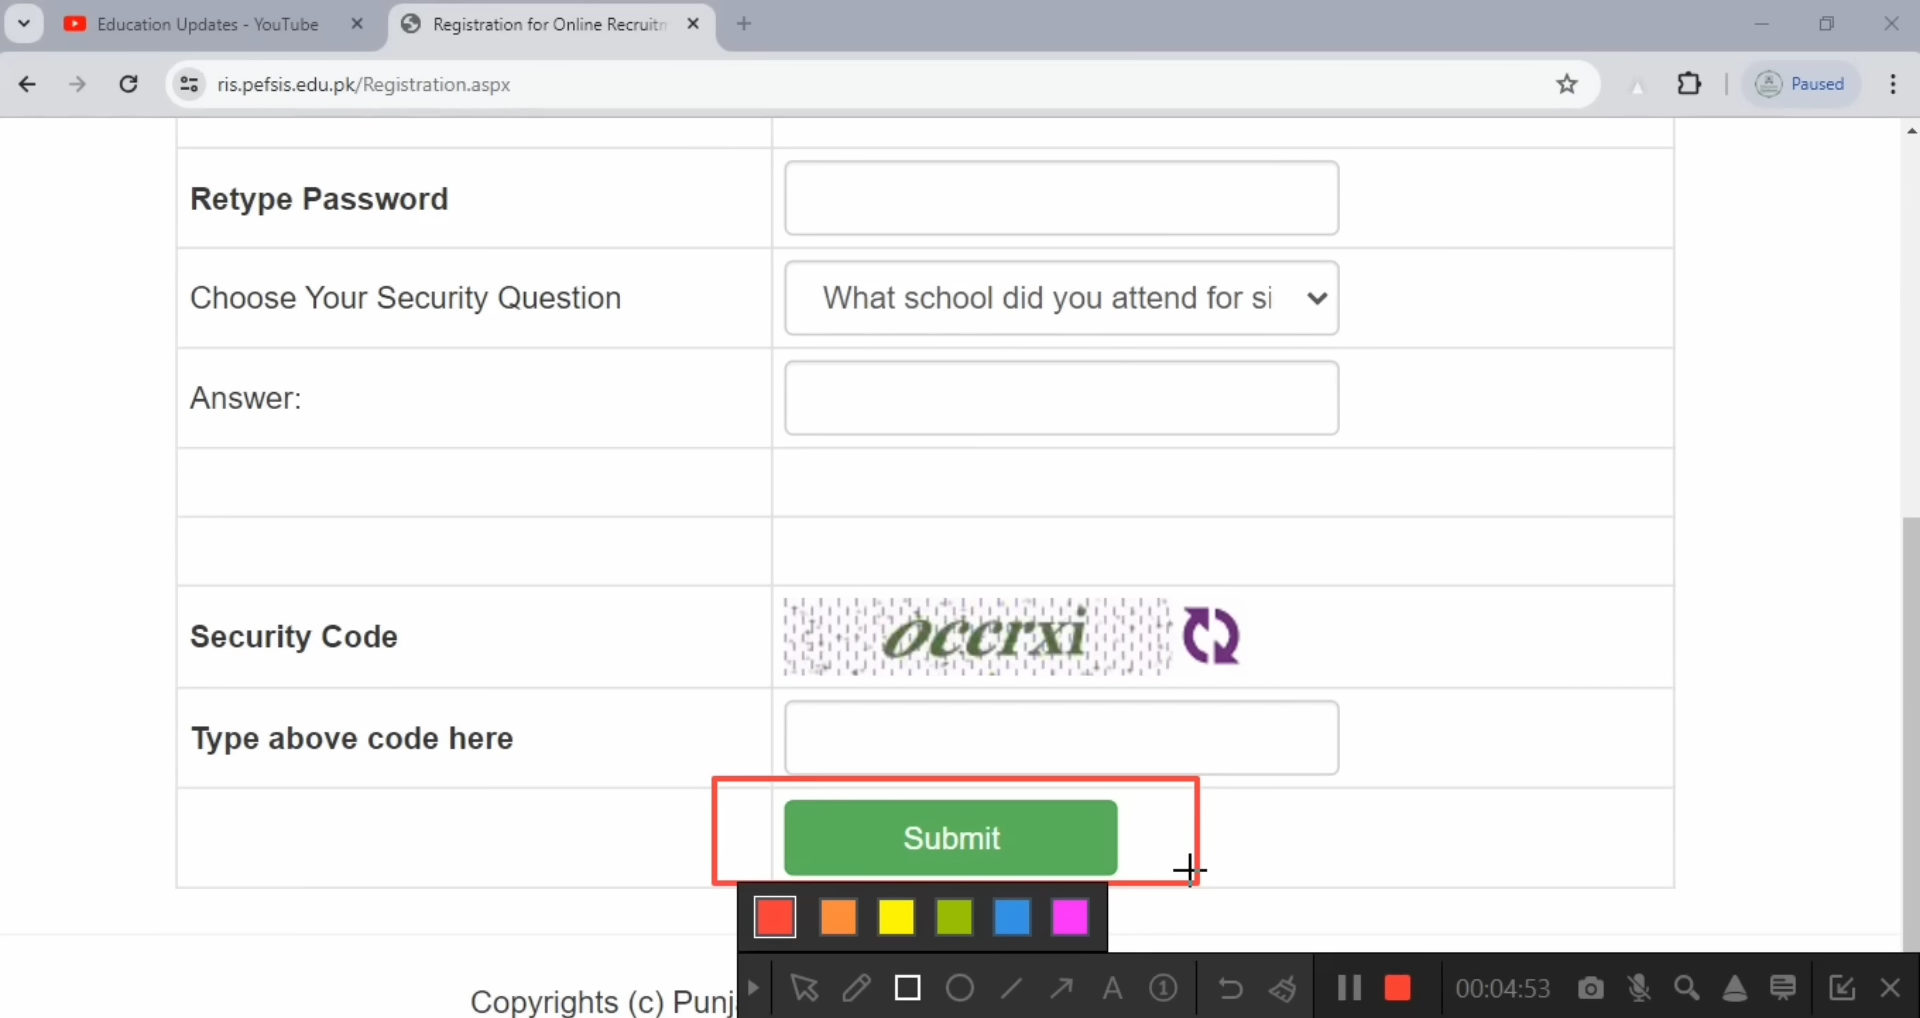 Education Updates - YouTube
Registration for Online Recruitm
ris.pefsis.edu.pk/Registration.aspx
Paused
Retype Password
Choose Your Security Question
What school did you attend for si
Answer:
Security Code
occrxi
Type above code here
Submit
Copyrights (c) Punj
A
1
00:04:53